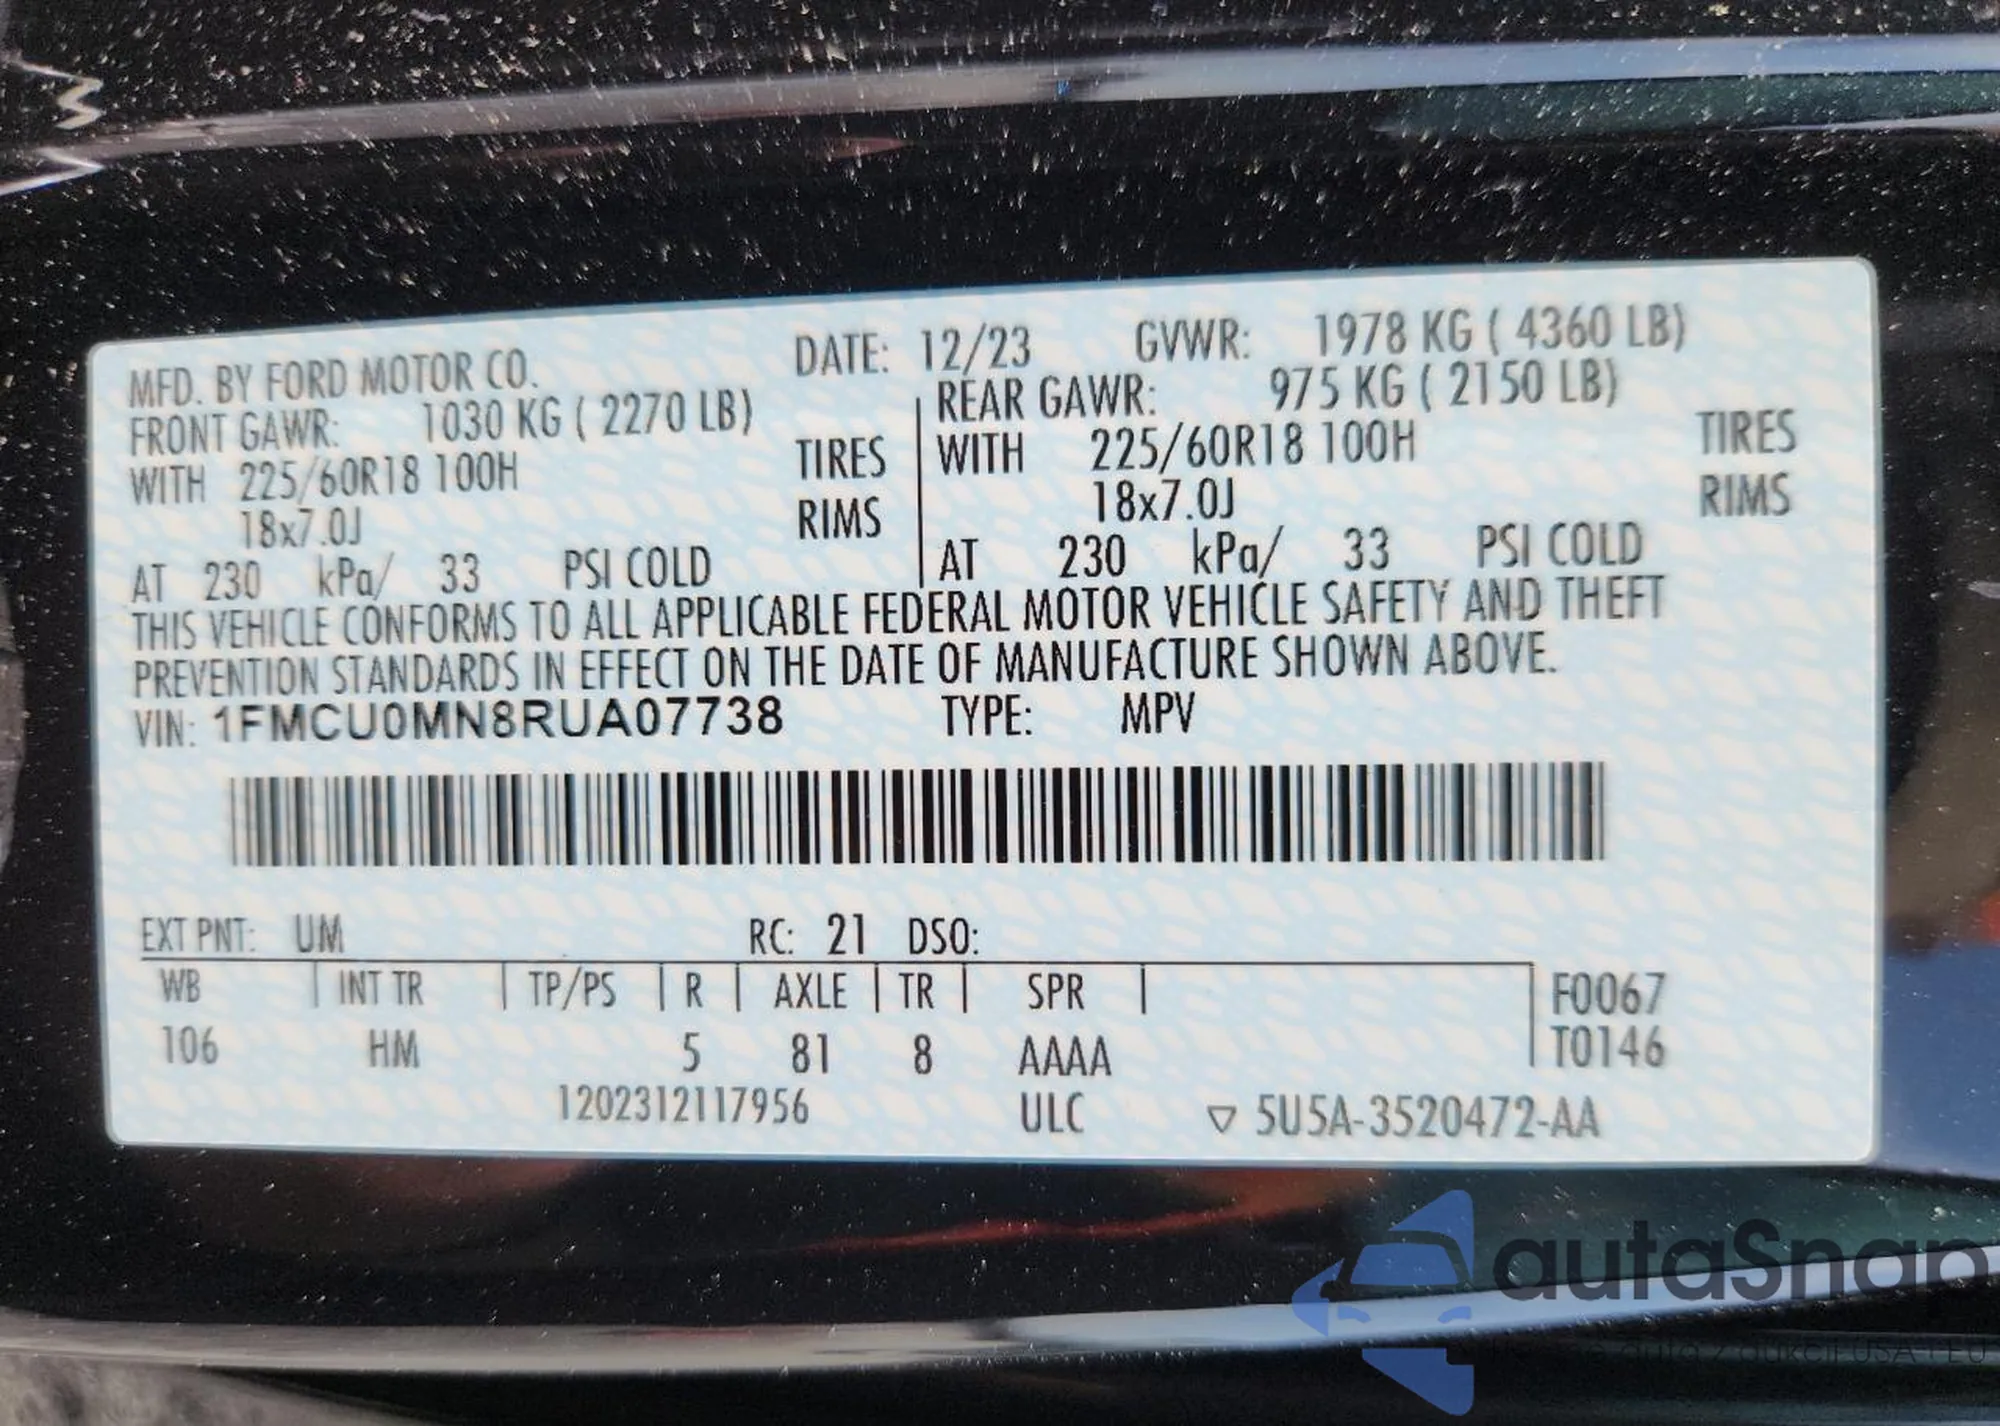 MFD. BY FORD MOTOR CO. DATE: 12/23 GVWR: 1978 KG ( 4360 LB)
FRONT GAWR: 1030 KG ( 2270 LB) REAR GAWR: 975 KG ( 2150 LB)
WITH 225/60R18 100H TIRES WITH 225/60R18 100H TIRES
18x7.0J RIMS 18x7.0J RIMS
AT 230 kPa/ 33 PSI COLD AT 230 kPa/ 33 PSI COLD
THIS VEHICLE CONFORMS TO ALL APPLICABLE FEDERAL MOTOR VEHICLE SAFETY AND THEFT
PREVENTION STANDARDS IN EFFECT ON THE DATE OF MANUFACTURE SHOWN ABOVE.
VIN: 1FMCU0MN8RUA07738 TYPE: MPV
EXT PNT: UM RC: 21 DSO:
WB INT TR TP/PS R AXLE TR SPR F0067
106 HM 5 81 8 AAAA T0146
1202312117956 ULC ▽ 5U5A-3520472-AA
autaSnap
auta z aukcji USA i EU